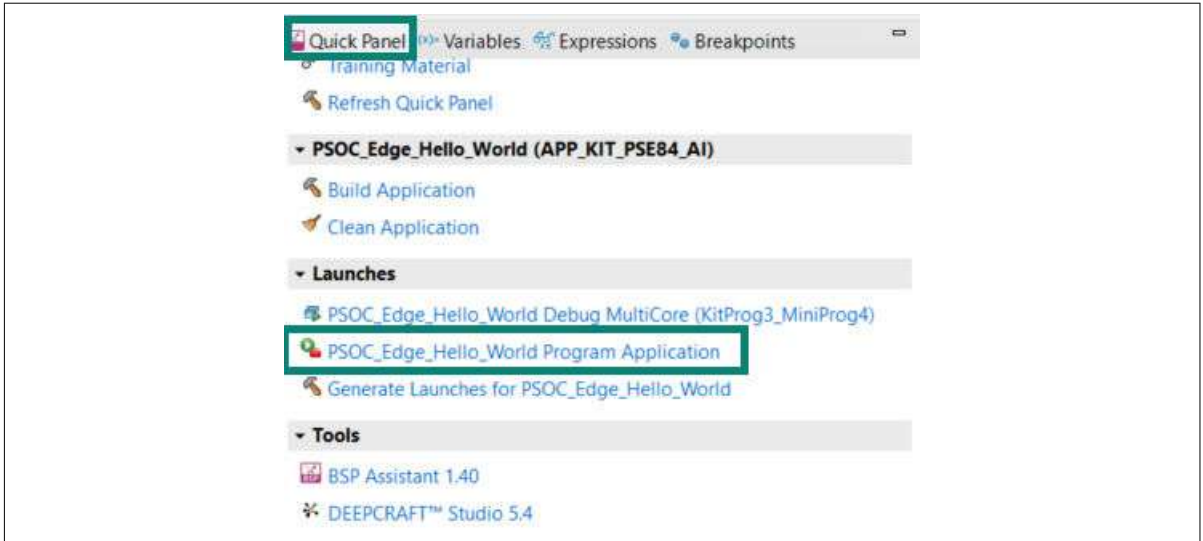 Quick Panel (x)= Variables Expressions Breakpoints
Training Material
Refresh Quick Panel
PSOC_Edge_Hello_World (APP_KIT_PSE84_AI)
Build Application
Clean Application
Launches
PSOC_Edge_Hello_World Debug MultiCore (KitProg3_MiniProg4)
PSOC_Edge_Hello_World Program Application
Generate Launches for PSOC_Edge_Hello_World
Tools
BSP Assistant 1.40
DEEPCRAFT™ Studio 5.4